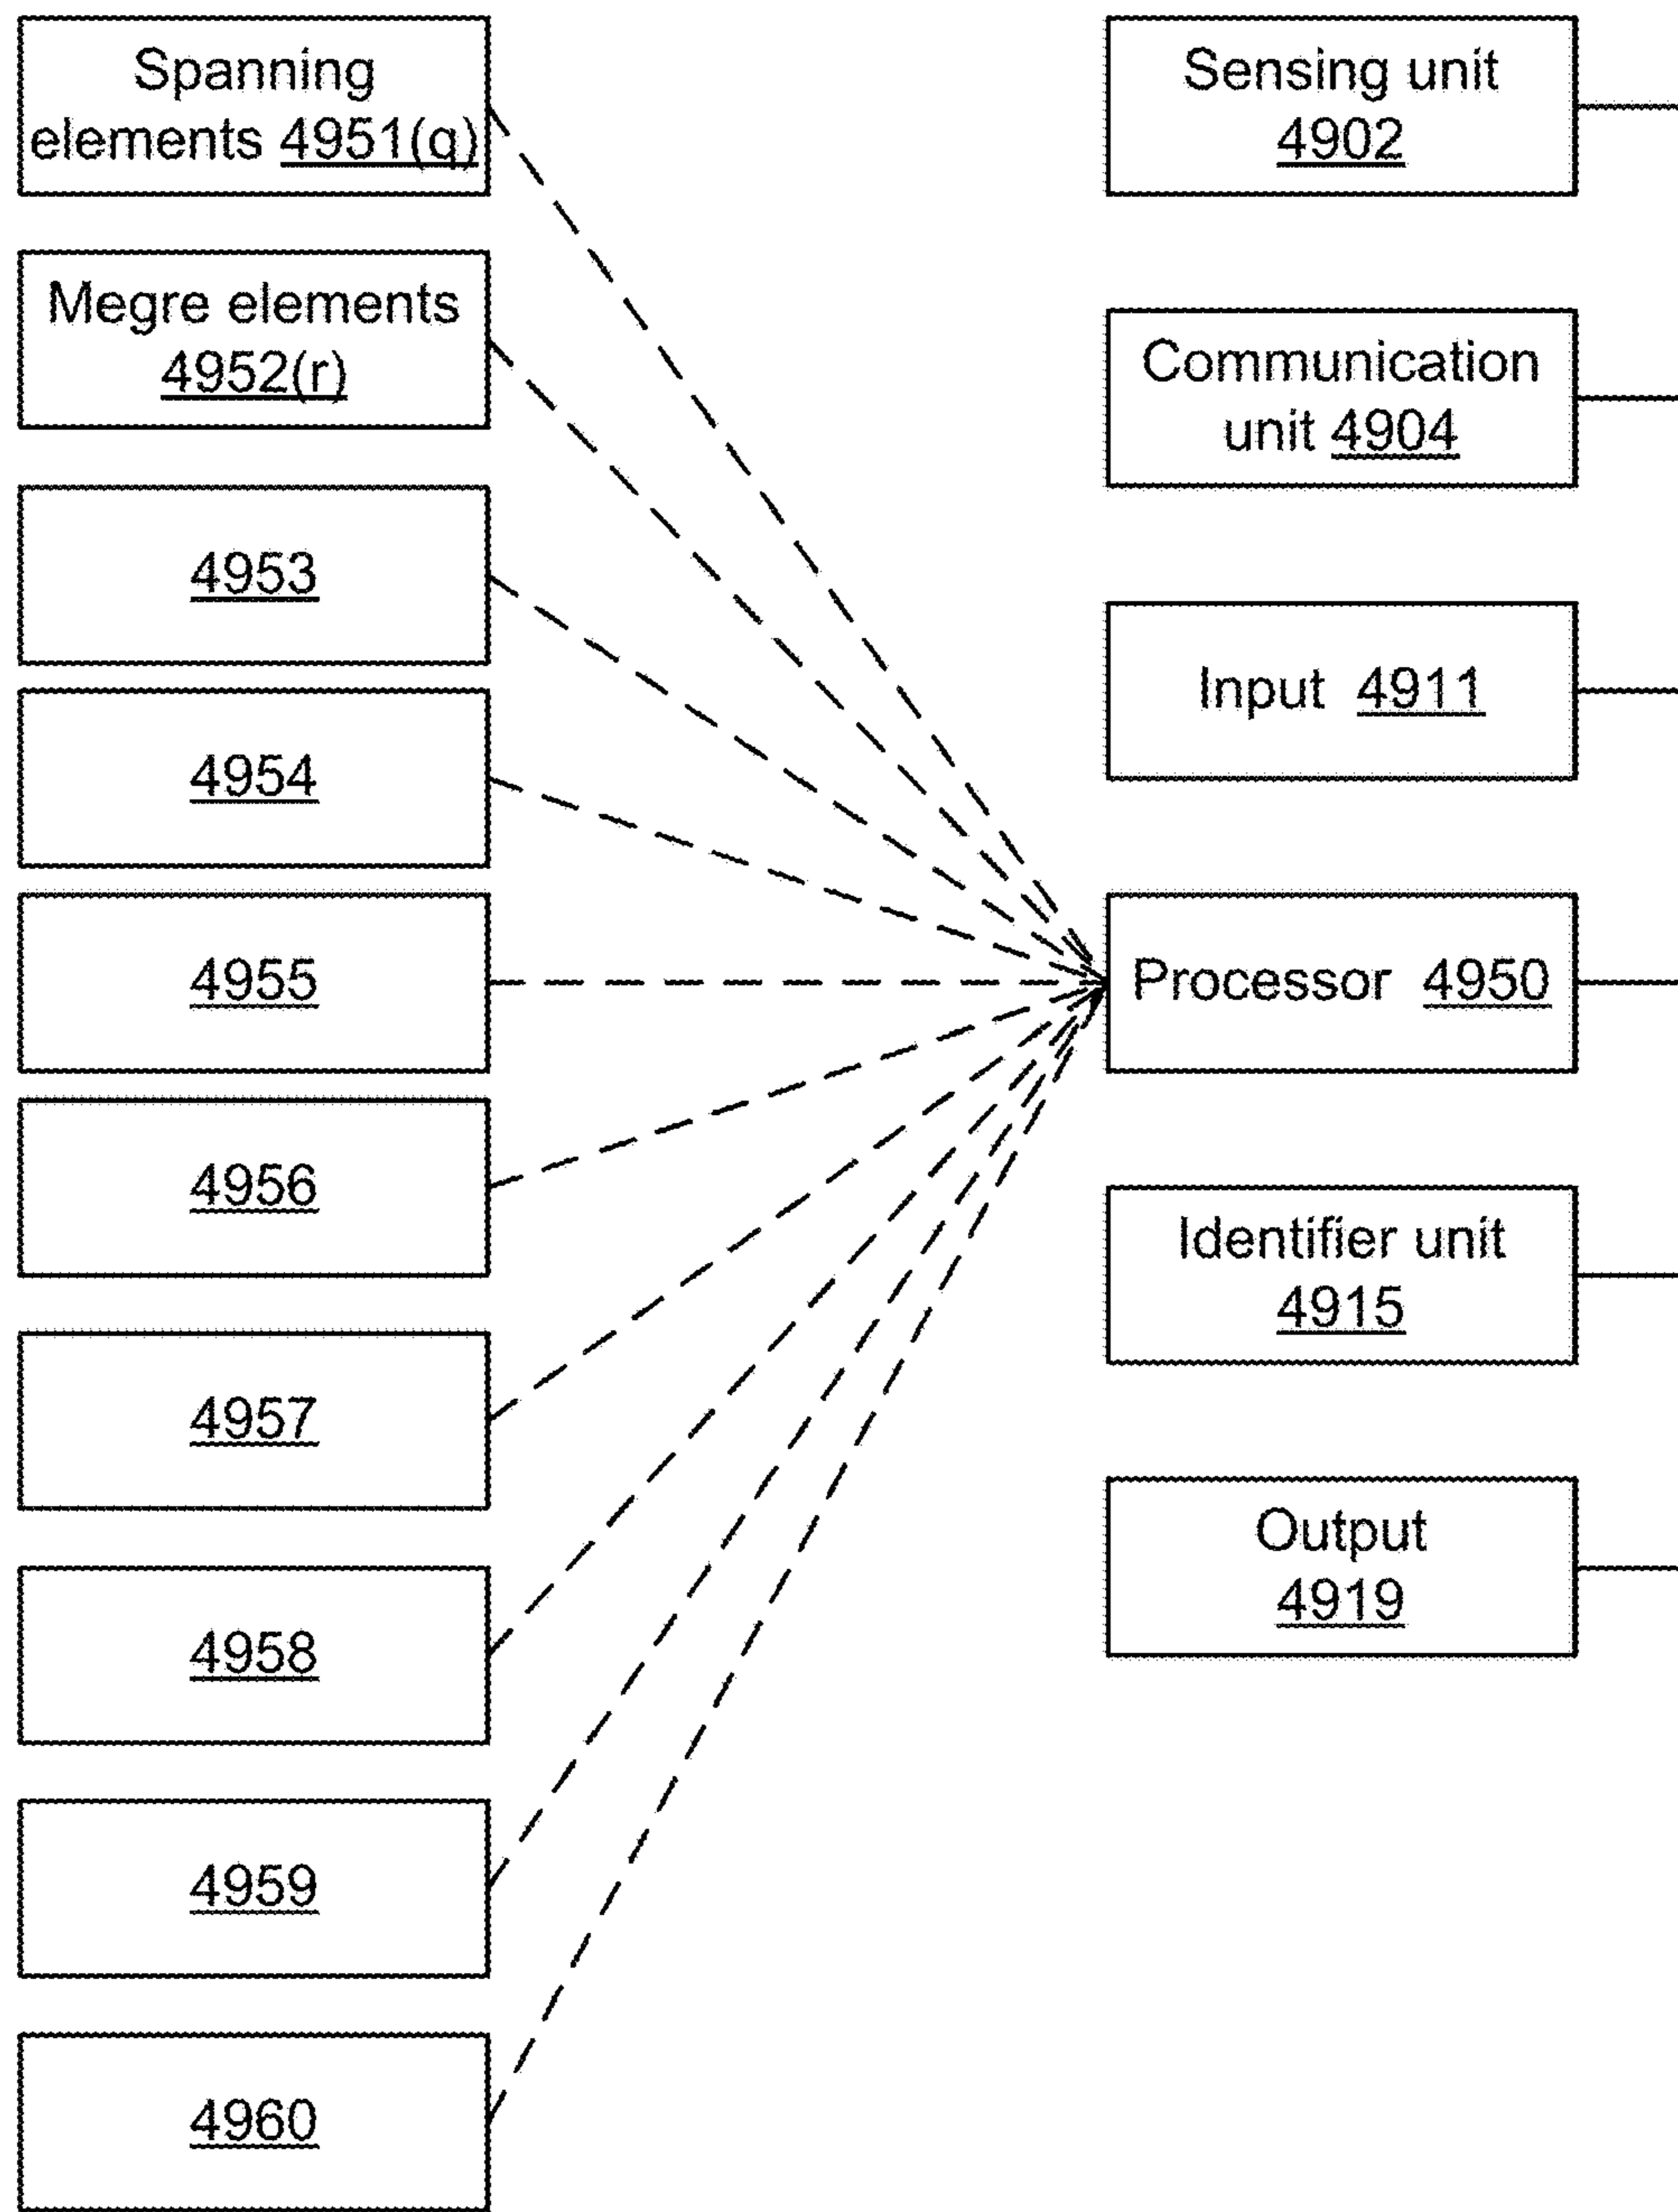 Spanning
elements 4951(q)
Megre elements
4952(r)
4953
4954
4955
4956
4957
4958
4959
4960
Sensing unit
4902
Communication
unit 4904
Input 4911
Processor 4950
Identifier unit
4915
Output
4919